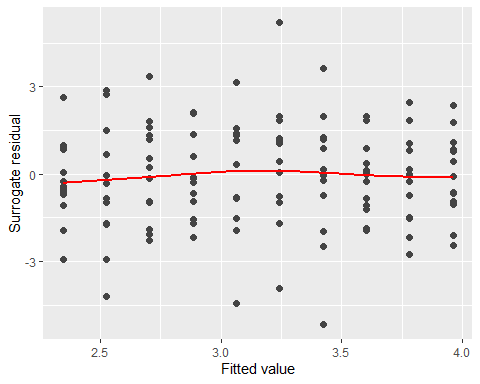 Surrogate residual
3
0
-3
2.5 3.0 3.5 4.0
Fitted value